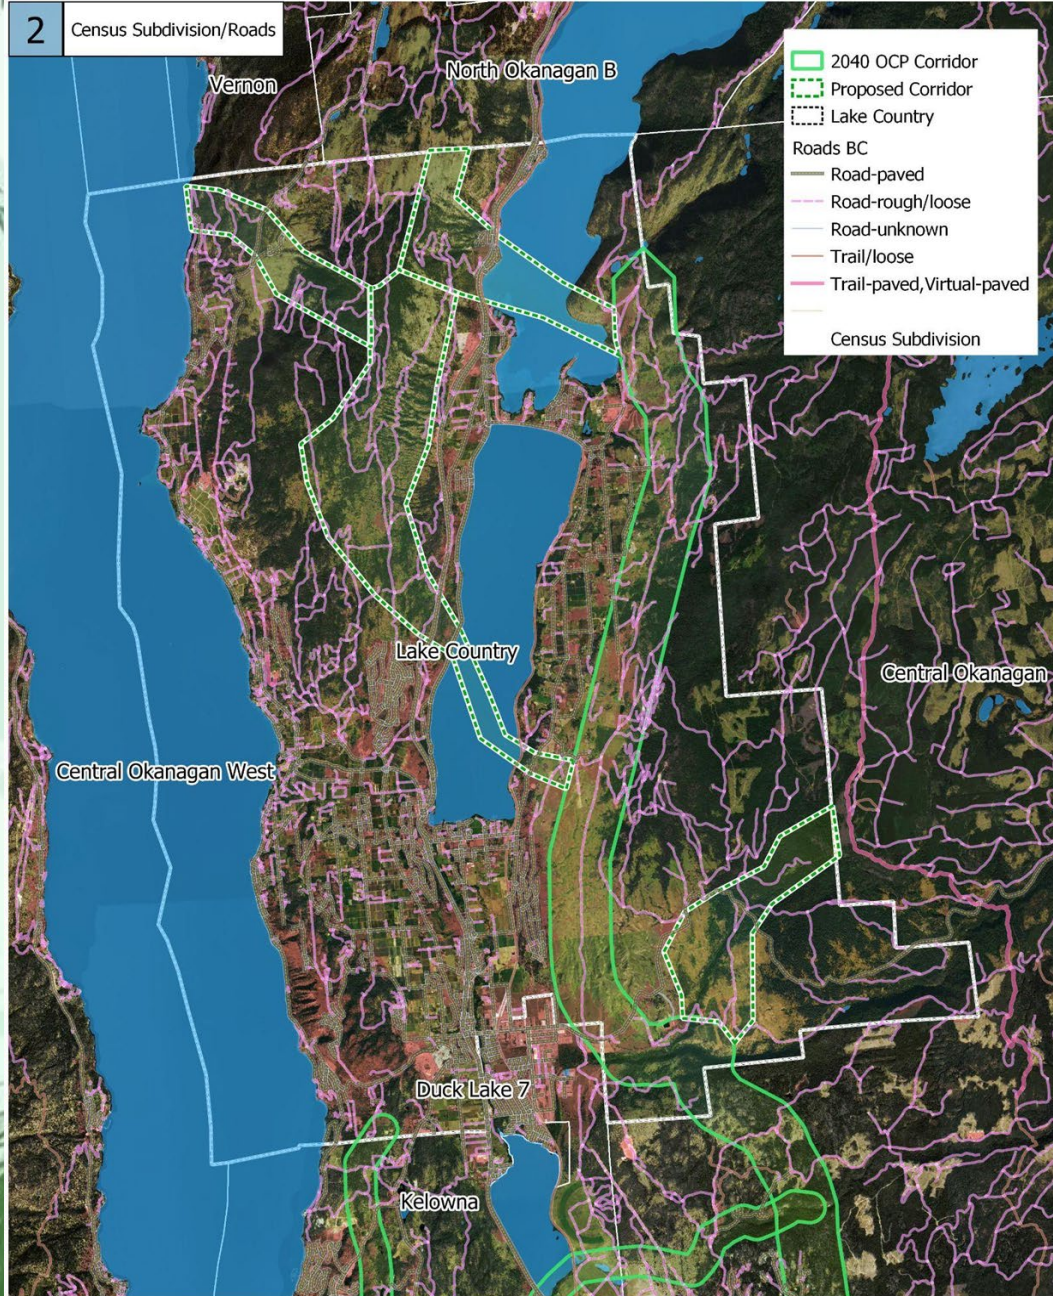 2
Census Subdivision/Roads
Vernon
North Okanagan B
2040 OCP Corridor
Proposed Corridor
Lake Country
Roads BC
Road-paved
Road-rough/loose
Road-unknown
Trail/loose
Trail-paved,Virtual-paved
Census Subdivision
Lake Country
Central Okanagan
Central Okanagan West
Duck Lake 7
Kelowna